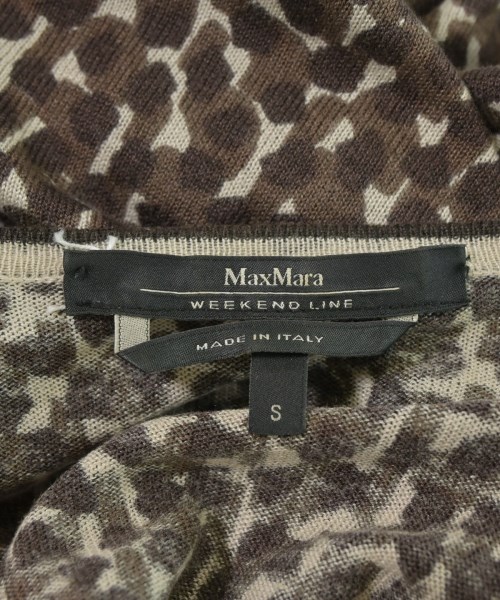 MaxMara
WEEKEND LINE
MADE IN ITALY
S